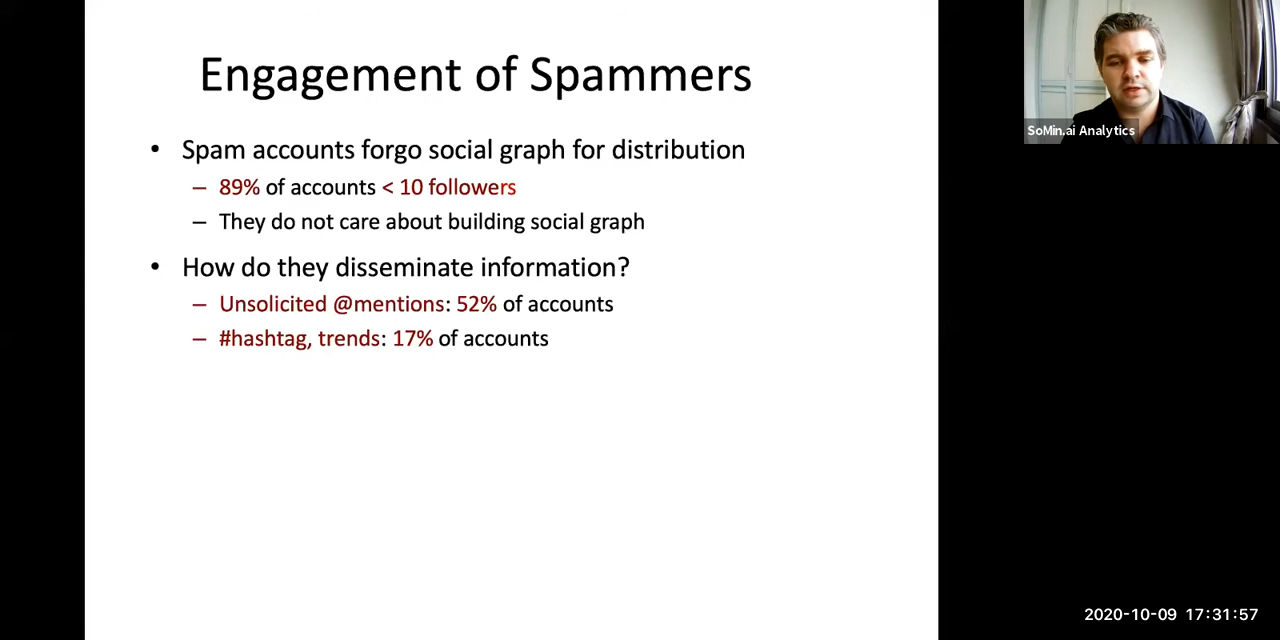 Engagement of Spammers
• Spam accounts forgo social graph for distribution
– 89% of accounts < 10 followers
– They do not care about building social graph
• How do they disseminate information?
– Unsolicited @mentions: 52% of accounts
– #hashtag, trends: 17% of accounts
SoMin.ai Analytics
2020-10-09 17:31:57